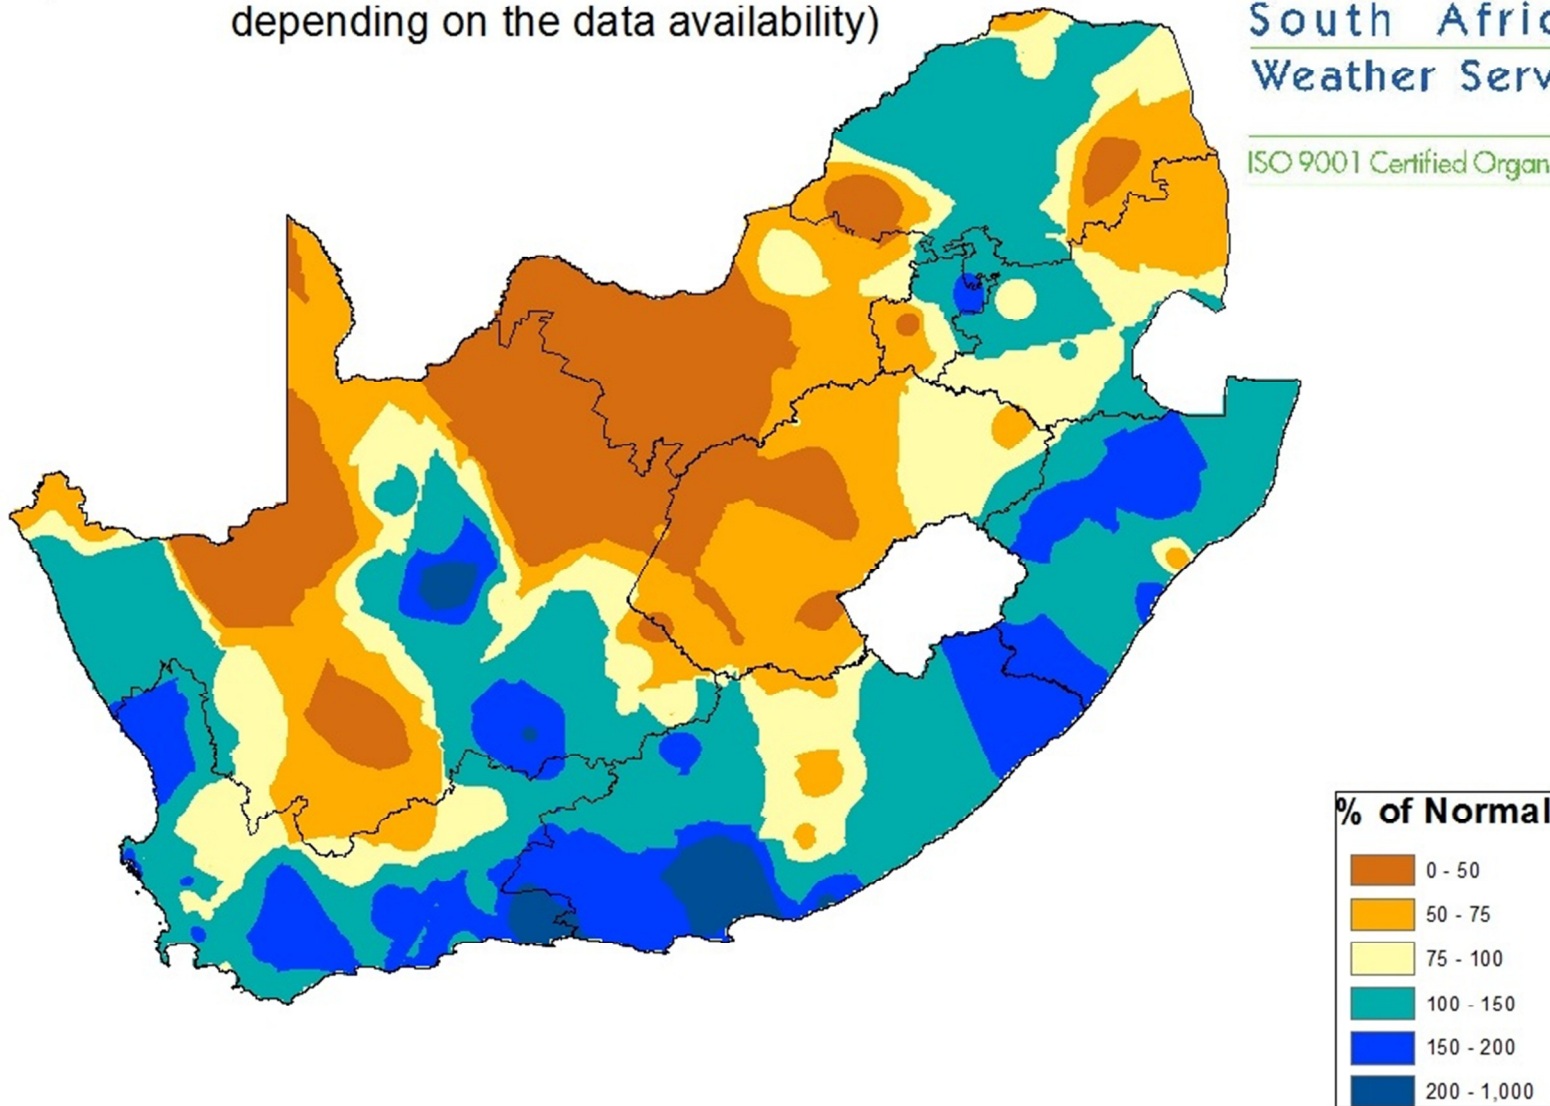 depending on the data availability)
South Afric
Weather Serv
ISO 9001 Certified Organ
% of Normal
0 - 50
50 - 75
75 - 100
100 - 150
150 - 200
200 - 1,000